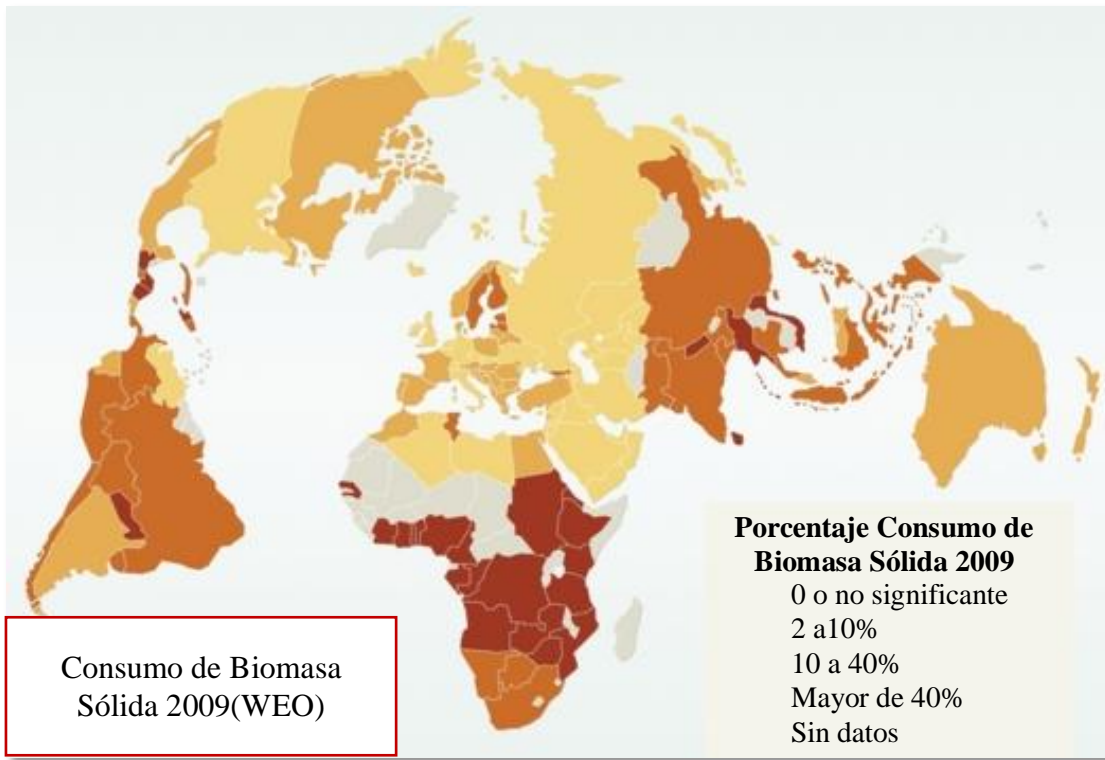 Porcentaje Consumo de
Biomasa Sólida 2009
0 o no significante
2 a10%
10 a 40%
Mayor de 40%
Sin datos
Consumo de Biomasa
Sólida 2009(WEO)